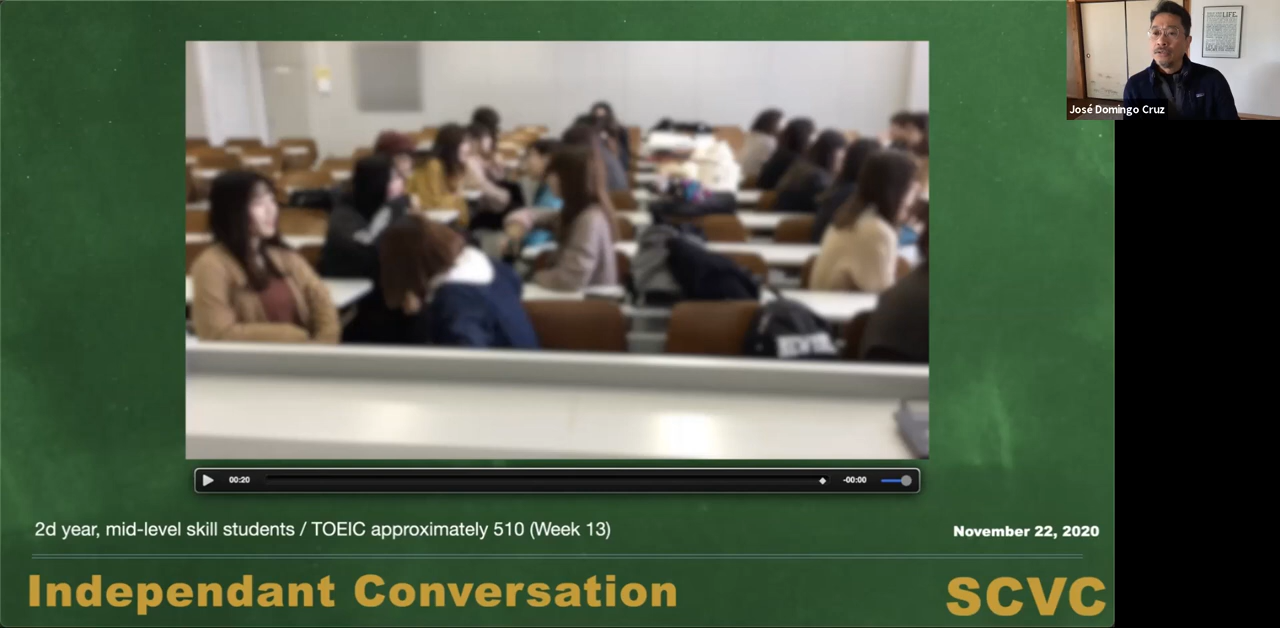 José Domingo Cruz
LIFE
00:20
-00:00
2d year, mid-level skill students / TOEIC approximately 510 (Week 13)
November 22, 2020
Independant Conversation
SCVC